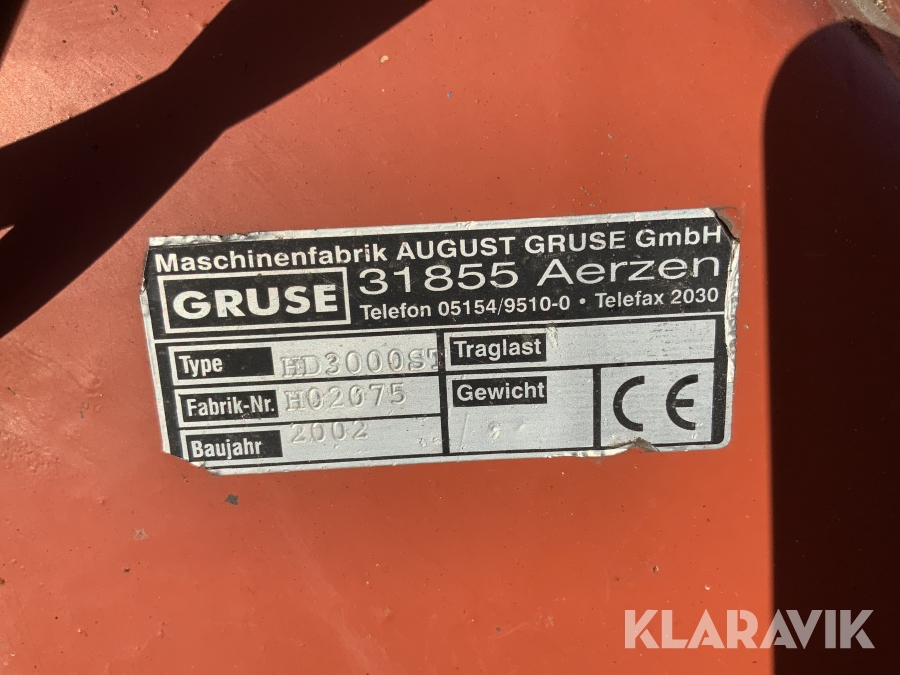 Maschinenfabrik AUGUST GRUSE GmbH
GRUSE
31855 Aerzen
Telefon 05154/9510-0 • Telefax 2030
Type HD3000ST
Traglast
Fabrik-Nr. H02075
Gewicht
CE
Baujahr 2002
KLARAVIK